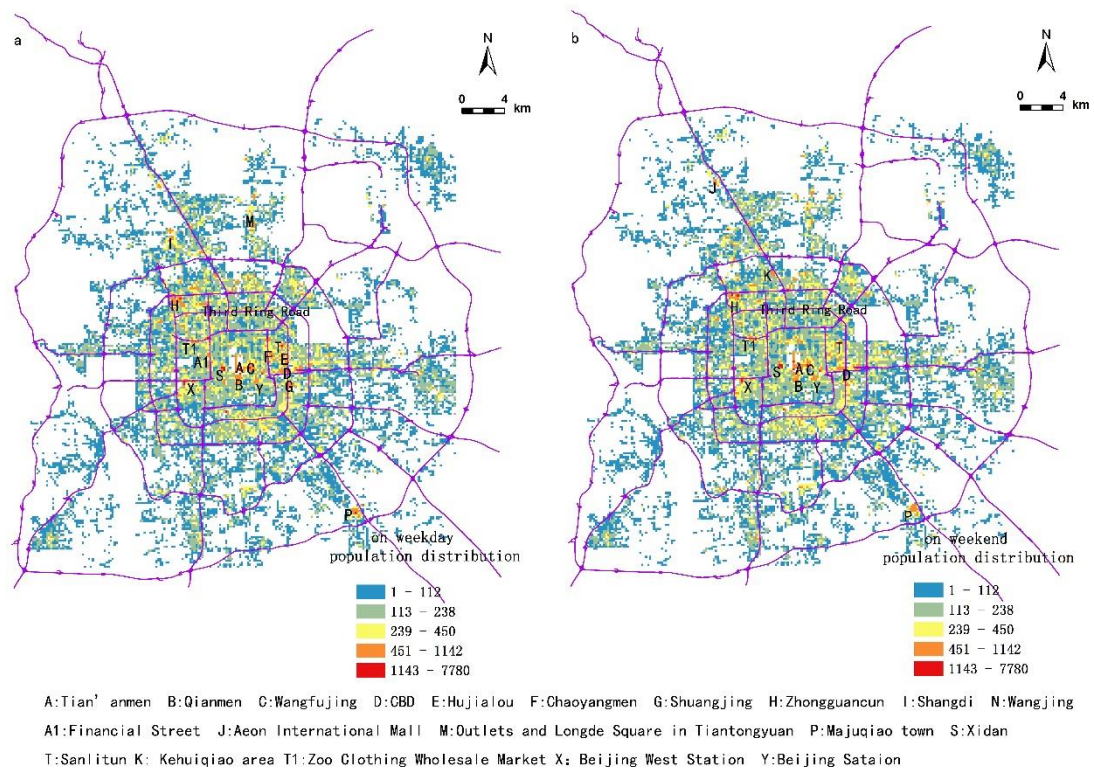 a
N
0 4 km
M
I
H
Third Ring Road
T1
A1
F
T
E
S
A
C
D
X
B
Y
G
P
on weekday
population distribution
1 - 112
113 - 238
239 - 450
451 - 1142
1143 - 7780
b
N
0 4 km
J
K
H
Third Ring Road
T1
T
S
A
C
D
X
B
Y
P
on weekend
population distribution
1 - 112
113 - 238
239 - 450
451 - 1142
1143 - 7780
A:Tian'anmen B:Qianmen C:Wangfujing D:CBD E:Hujialou F:Chaoyangmen G:Shuangjing H:Zhongguancun I:Shangdi N:Wangjing
A1:Financial Street J:Aeon International Mall M:Outlets and Longde Square in Tiantongyuan P:Majuqiao town S:Xidan
T:Sanlitun K: Kehuiqiao area T1:Zoo Clothing Wholesale Market X: Beijing West Station Y:Beijing Sataion